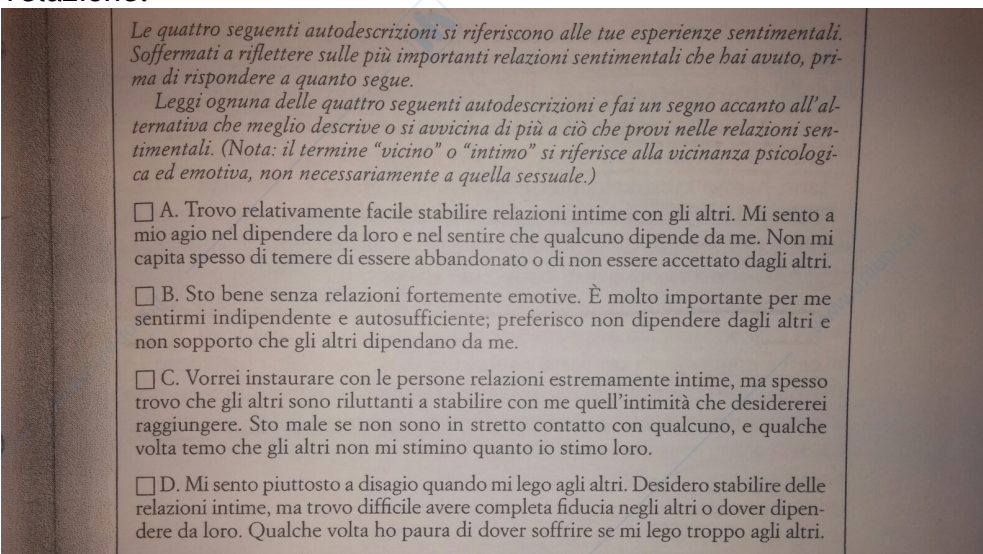 Le quattro seguenti autodescrizioni si riferiscono alle tue esperienze sentimentali.
Soffermati a riflettere sulle più importanti relazioni sentimentali che hai avuto, pri-
ma di rispondere a quanto segue.
Leggi ognuna delle quattro seguenti autodescrizioni e fai un segno accanto all'al-
ternativa che meglio descrive o si avvicina di più a ciò che provi nelle relazioni sen-
timentali. (Nota: il termine "vicino" o "intimo" si riferisce alla vicinanza psicologi-
ca ed emotiva, non necessariamente a quella sessuale.)
A. Trovo relativamente facile stabilire relazioni intime con gli altri. Mi sento a
mio agio nel dipendere da loro e nel sentire che qualcuno dipende da me. Non mi
capita spesso di temere di essere abbandonato o di non essere accettato dagli altri.
B. Sto bene senza relazioni fortemente emotive. È molto importante per me
sentirmi indipendente e autosufficiente; preferisco non dipendere dagli altri e
non sopporto che gli altri dipendano da me.
C. Vorrei instaurare con le persone relazioni estremamente intime, ma spesso
trovo che gli altri sono riluttanti a stabilire con me quell'intimità che desidererei
raggiungere. Sto male se non sono in stretto contatto con qualcuno, e qualche
volta temo che gli altri non mi stimino quanto io stimo loro.
D. Mi sento piuttosto a disagio quando mi lego agli altri. Desidero stabilire delle
relazioni intime, ma trovo difficile avere completa fiducia negli altri o dover dipen-
dere da loro. Qualche volta ho paura di dover soffrire se mi lego troppo agli altri.